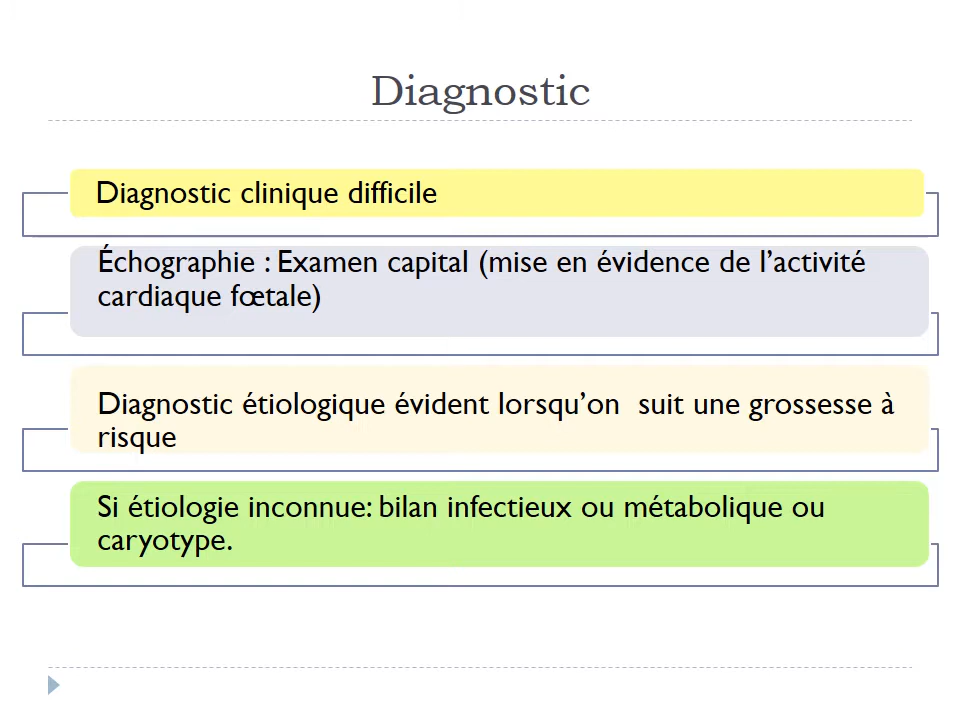 Diagnostic
Diagnostic clinique difficile
Échographie : Examen capital (mise en évidence de l’activité
cardiaque fœtale)
Diagnostic étiologique évident lorsqu’on  suit une grossesse à
risque
Si étiologie inconnue: bilan infectieux ou métabolique ou
caryotype.